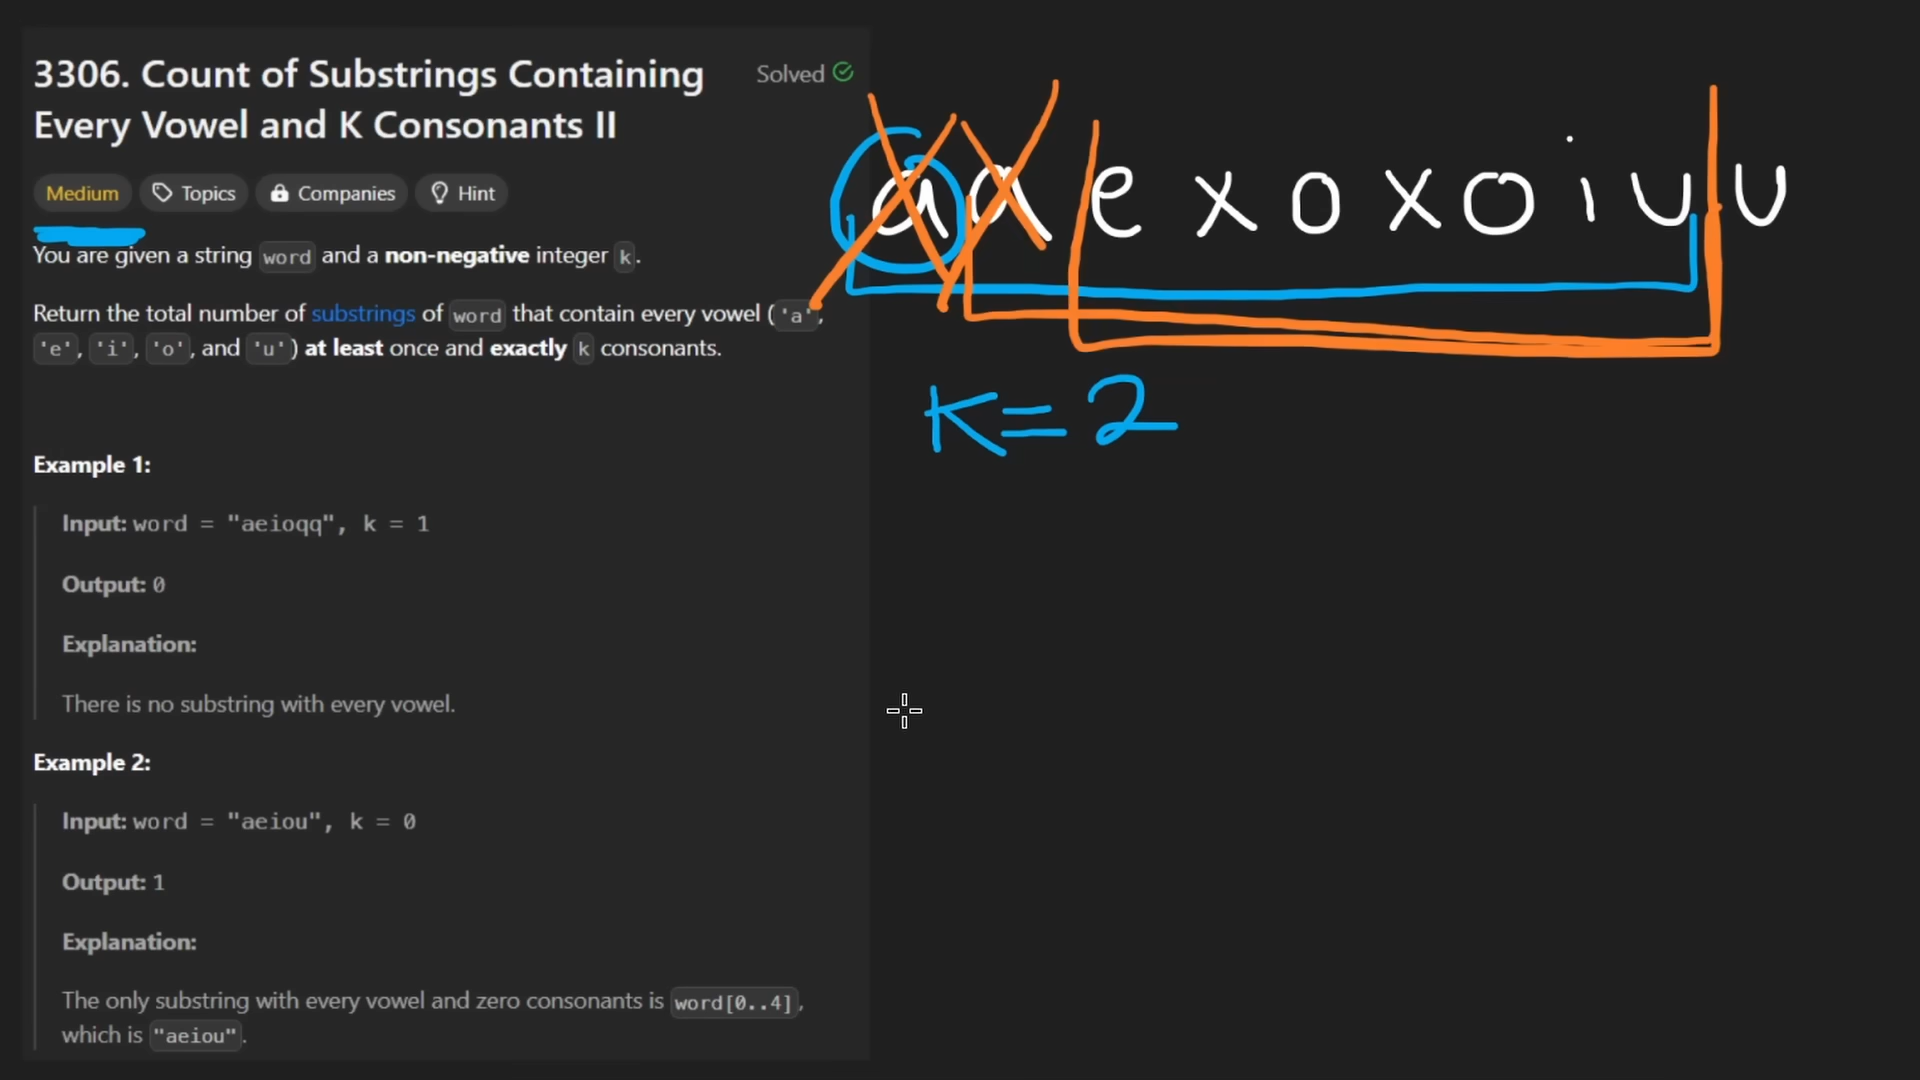 3306. Count of Substrings Containing
Every Vowel and K Consonants II
Solved
Medium Topics Companies Hint
You are given a string word and a non-negative integer k.
Return the total number of substrings of word that contain every vowel ('a',
'e', 'i', 'o', and 'u') at least once and exactly k consonants.
Example 1:
Input: word = "aeioqq", k = 1
Output: 0
Explanation:
There is no substring with every vowel.
Example 2:
Input: word = "aeiou", k = 0
Output: 1
Explanation:
The only substring with every vowel and zero consonants is word[0..4],
which is "aeiou".
a a e x o x o i u u
K=2